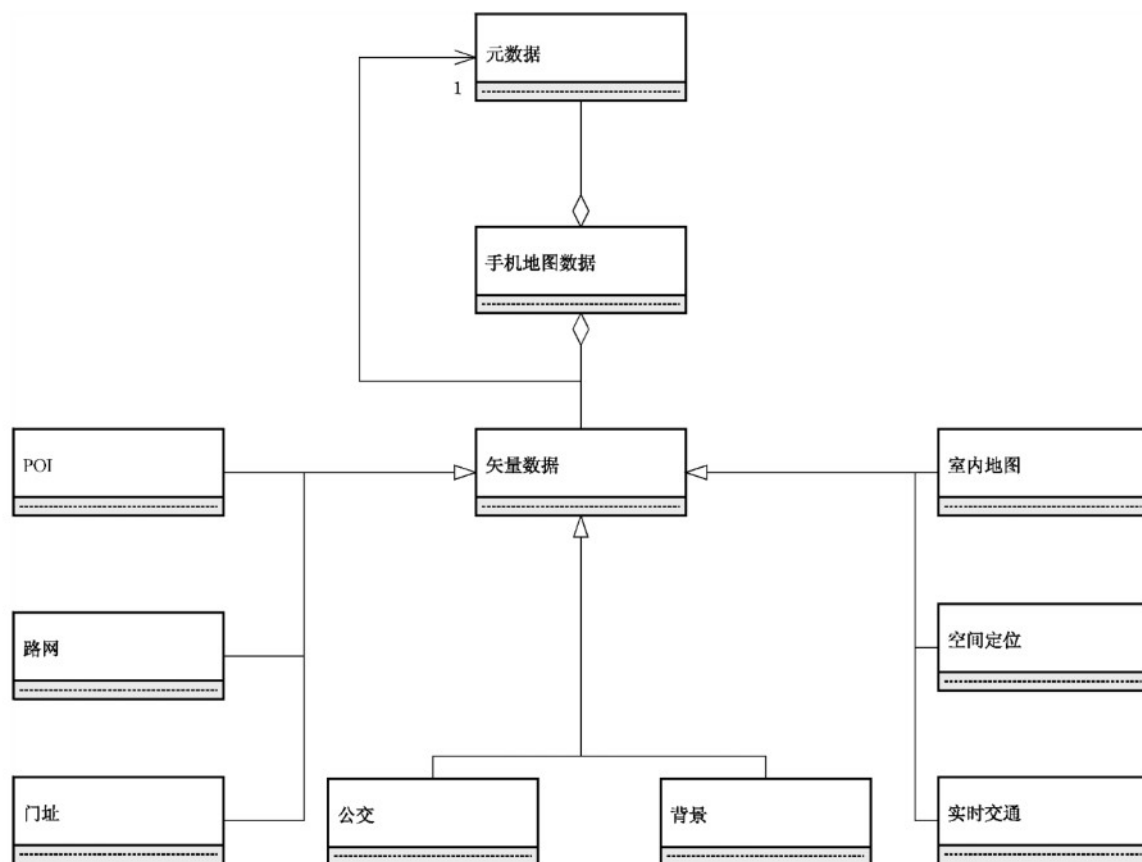 元数据
1
手机地图数据
POI
矢量数据
室内地图
路网
空间定位
门址
公交
背景
实时交通